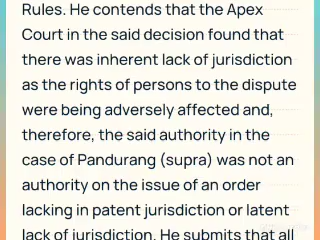 Rules. He contends that the Apex
Court in the said decision found that
there was inherent lack of jurisdiction
as the rights of persons to the dispute
were being adversely affected and,
therefore, the said authority in the
case of Pandurang (supra) was not an
authority on the issue of an order
lacking in patent jurisdiction or latent
lack of jurisdiction. He submits that all